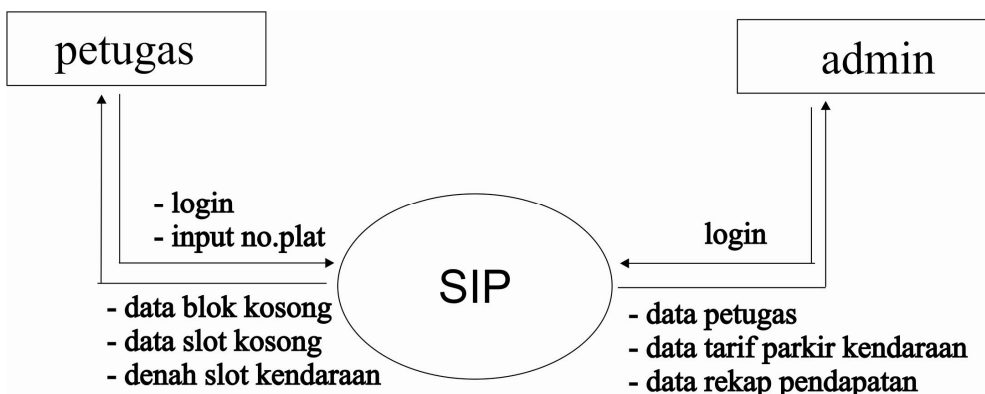 petugas
admin
- login
- input no.plat
login
SIP
- data blok kosong
- data slot kosong
- denah slot kendaraan
- data petugas
- data tarif parkir kendaraan
- data rekap pendapatan